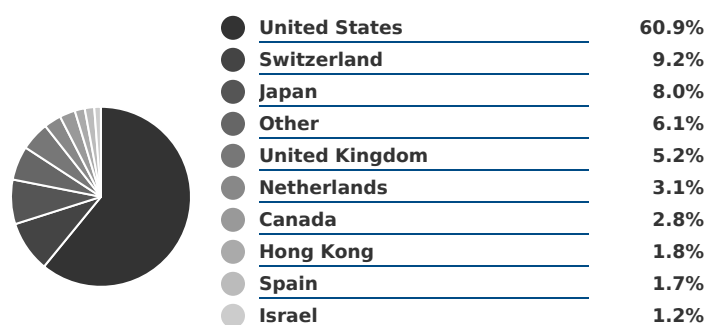 United States 60.9%
Switzerland 9.2%
Japan 8.0%
Other 6.1%
United Kingdom 5.2%
Netherlands 3.1%
Canada 2.8%
Hong Kong 1.8%
Spain 1.7%
Israel 1.2%